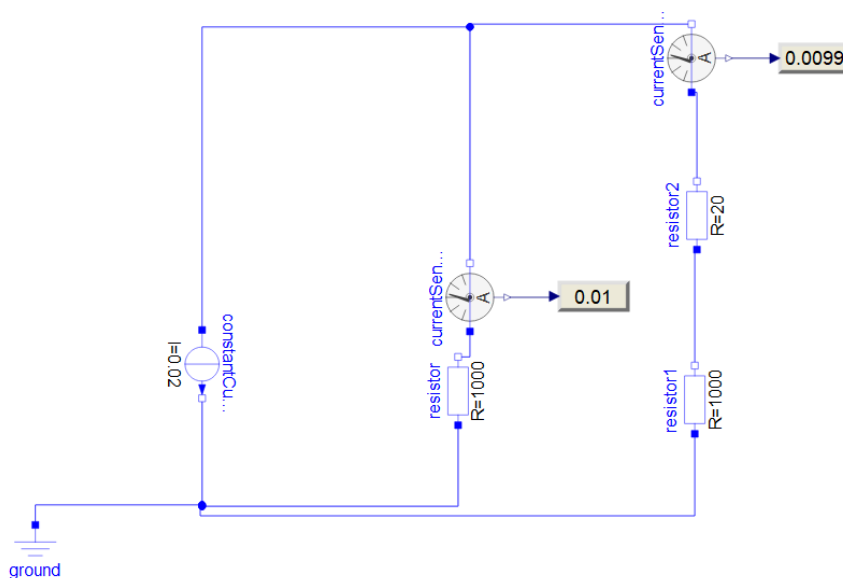 currentSen...
A
0.0099
resistor2
R=20
currentSen...
A
0.01
constantCu...
I=0.02
resistor
R=1000
resistor1
R=1000
ground